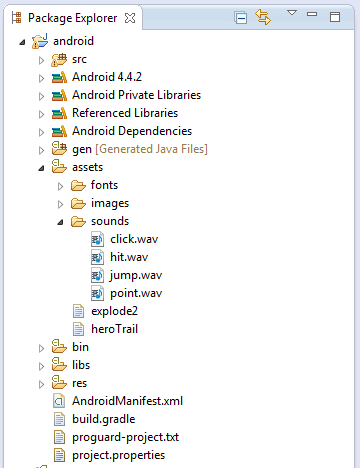 Package Explorer
android
src
Android 4.4.2
Android Private Libraries
Referenced Libraries
Android Dependencies
gen [Generated Java Files]
assets
fonts
images
sounds
click.wav
hit.wav
jump.wav
point.wav
explode2
heroTrail
bin
libs
res
AndroidManifest.xml
build.gradle
proguard-project.txt
project.properties